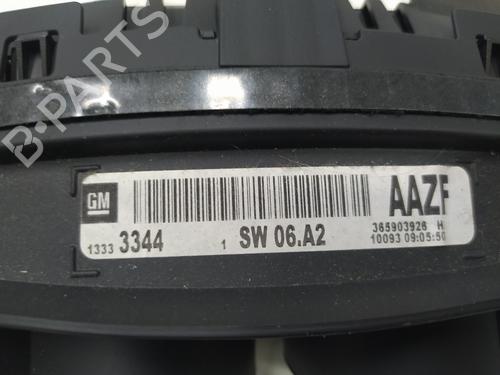 B-PARTS
GM
AAZF
1333 3344 1 SW 06.A2
365903926 H
10093 09:05:50